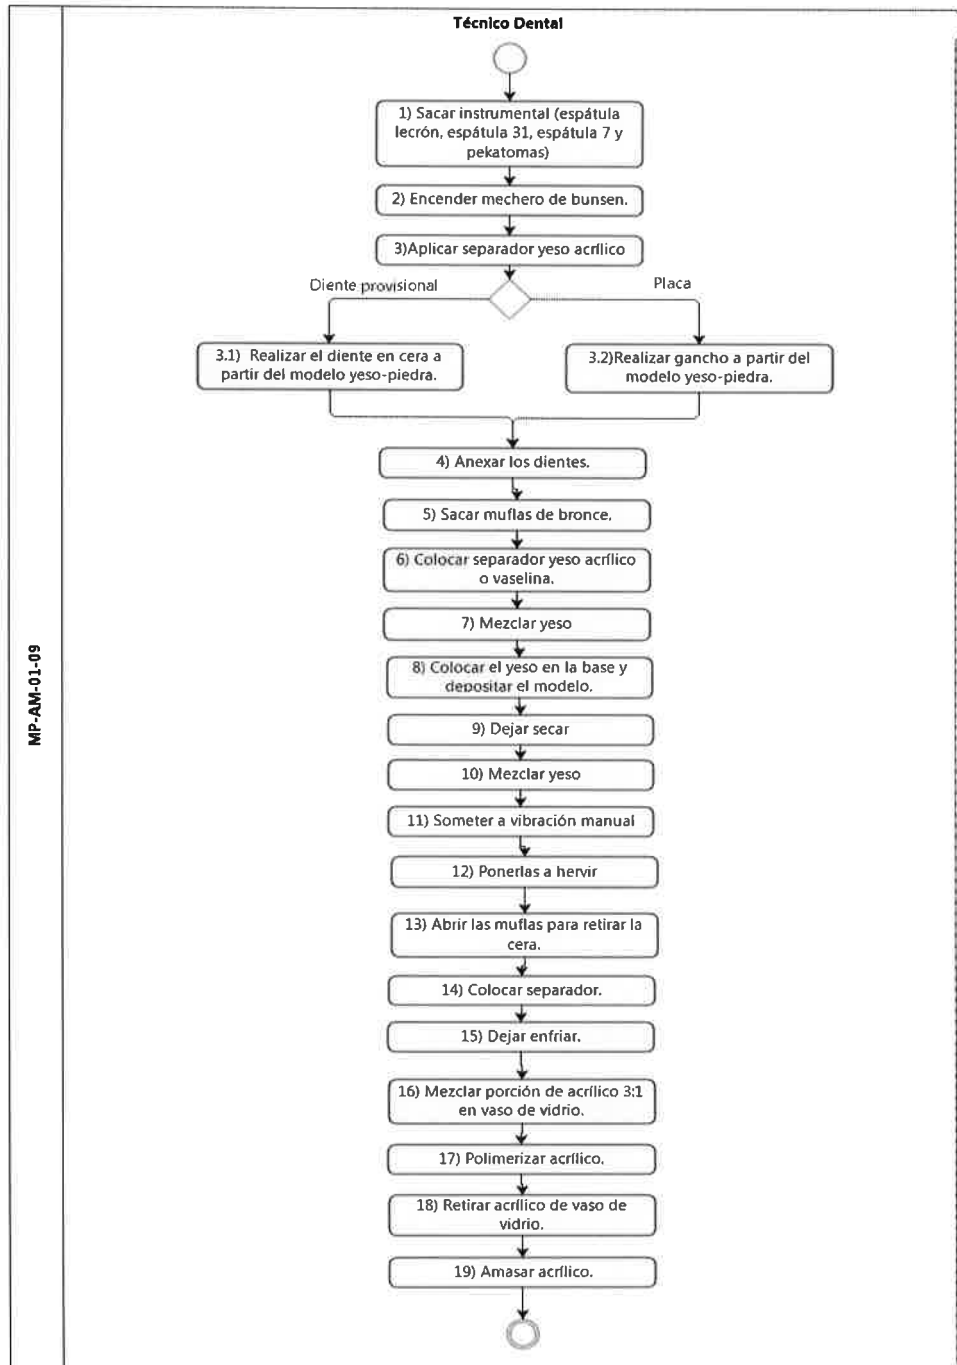 Técnico Dental
1) Sacar instrumental (espátula
lecrón, espátula 31, espátula 7 y
pekatomas)
2) Encender mechero de bunsen.
3)Aplicar separador yeso acrílico
Diente provisional
Placa
3.1) Realizar el diente en cera a
partir del modelo yeso-piedra.
3.2)Realizar gancho a partir del
modelo yeso-piedra.
4) Anexar los dientes.
5) Sacar muflas de bronce.
6) Colocar separador yeso acrílico
o vaselina.
7) Mezclar yeso
8) Colocar el yeso en la base y
depositar el modelo.
9) Dejar secar
10) Mezclar yeso
11) Someter a vibración manual
12) Ponerlas a hervir
13) Abrir las muflas para retirar la
cera.
14) Colocar separador.
15) Dejar enfriar.
16) Mezclar porción de acrílico 3:1
en vaso de vidrio.
17) Polimerizar acrílico.
18) Retirar acrílico de vaso de
vidrio.
19) Amasar acrílico.
MP-AM-01-09